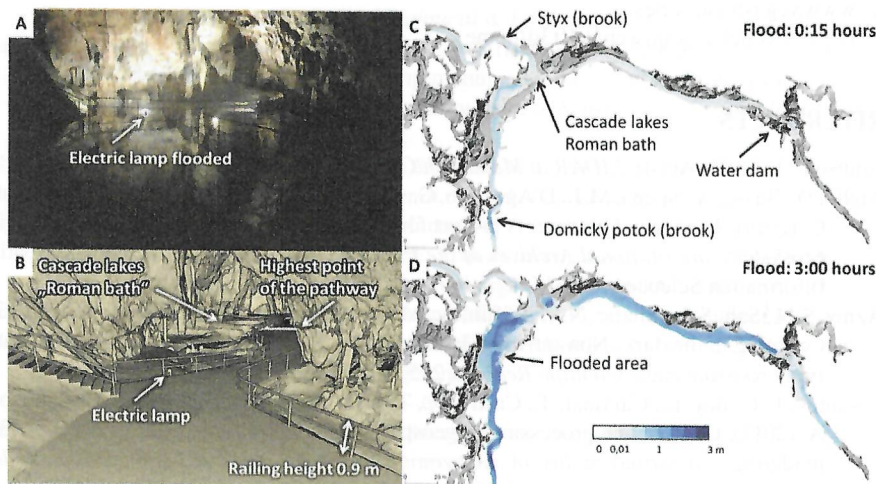 A
Electric lamp flooded
B
Cascade lakes
„Roman bath“
Highest point
of the pathway
Electric lamp
Railing height 0.9 m
C
Styx (brook)
Flood: 0:15 hours
Cascade lakes
Roman bath
Water dam
Domický potok (brook)
D
Flood: 3:00 hours
Flooded area
0 0,01 1 3 m